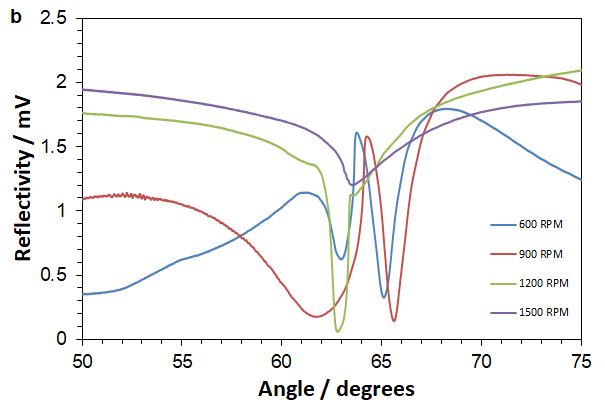 b
2.5
2
1.5
1
0.5
0
Reflectivity / mV
600 RPM
900 RPM
1200 RPM
1500 RPM
50 55 60 65 70 75
Angle / degrees